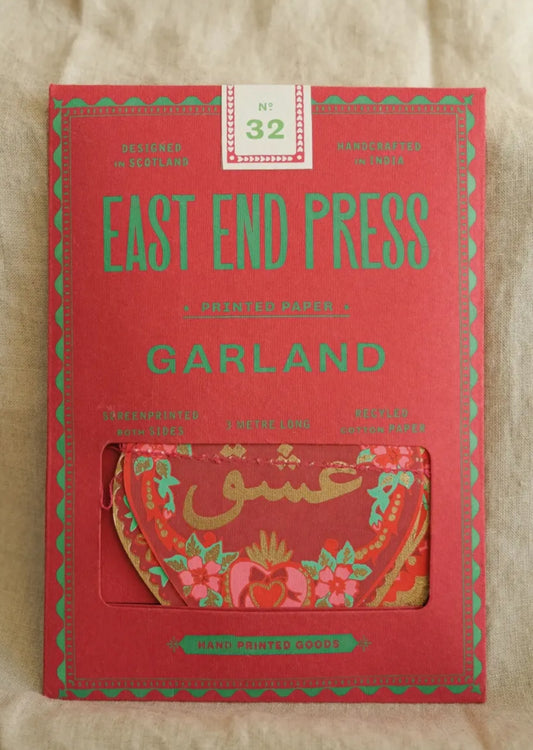 Nº
32
DESIGNED
IN SCOTLAND
HANDCRAFTED
IN INDIA
EAST END PRESS
PRINTED PAPER
GARLAND
SCREENPRINTED
BOTH SIDES
3 METRE LONG
RECYCLED
COTTON PAPER
عشق
HAND PRINTED GOODS